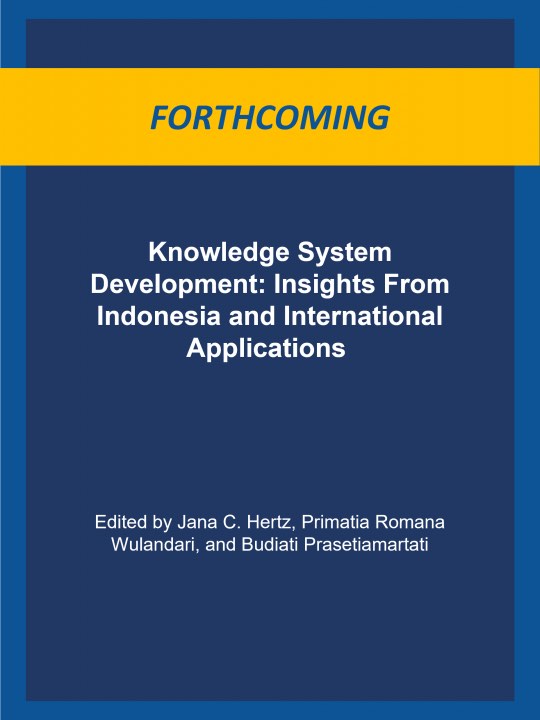 FORTHCOMING
Knowledge System
Development: Insights From
Indonesia and International
Applications
Edited by Jana C. Hertz, Primatia Romana
Wulandari, and Budiati Prasetiamartati